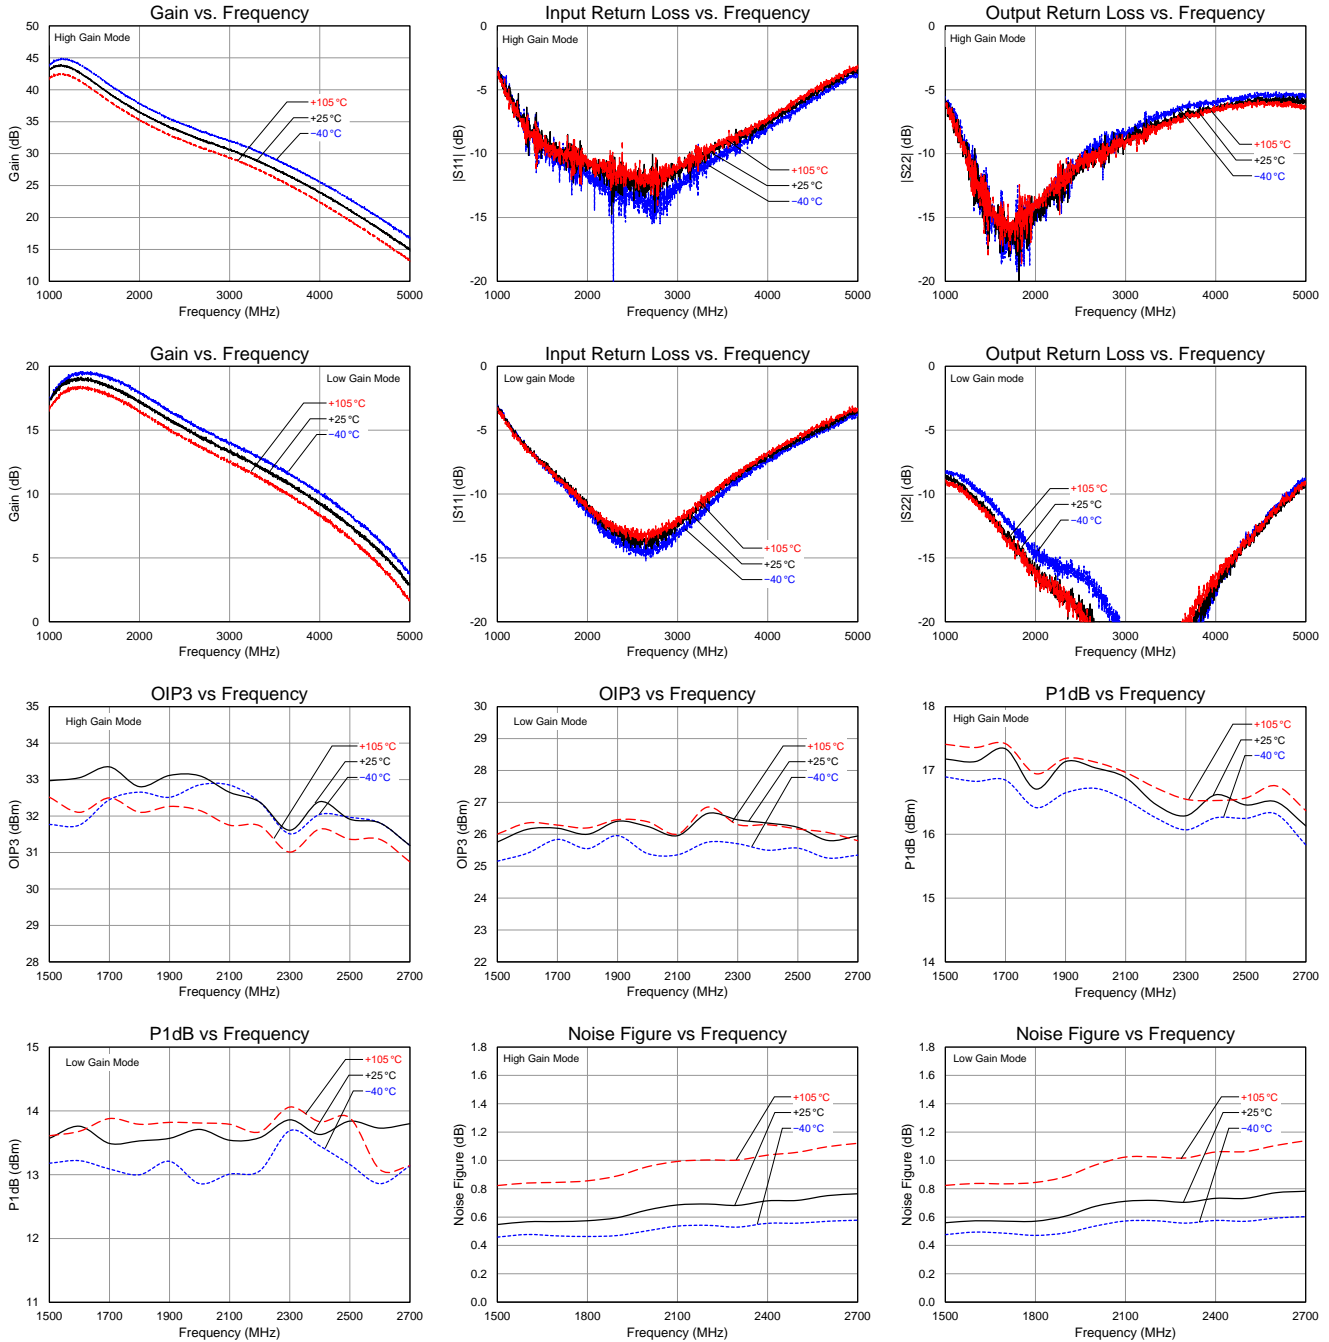 Gain vs. Frequency
High Gain Mode
Gain (dB)
50
45
40
35
30
25
20
15
10
+105 °C
+25 °C
−40 °C
1000 2000 3000 4000 5000
Frequency (MHz)
Input Return Loss vs. Frequency
High Gain Mode
|S11| (dB)
0
-5
-10
-15
-20
+105 °C
+25 °C
−40 °C
1000 2000 3000 4000 5000
Frequency (MHz)
Output Return Loss vs. Frequency
High Gain Mode
|S22| (dB)
0
-5
-10
-15
-20
+105 °C
+25 °C
−40 °C
1000 2000 3000 4000 5000
Frequency (MHz)
Gain vs. Frequency
Low Gain Mode
Gain (dB)
20
15
10
5
0
+105 °C
+25 °C
−40 °C
1000 2000 3000 4000 5000
Frequency (MHz)
Input Return Loss vs. Frequency
Low gain Mode
|S11| (dB)
0
-5
-10
-15
-20
+105 °C
+25 °C
−40 °C
1000 2000 3000 4000 5000
Frequency (MHz)
Output Return Loss vs. Frequency
Low Gain mode
|S22| (dB)
0
-5
-10
-15
-20
+105 °C
+25 °C
−40 °C
1000 2000 3000 4000 5000
Frequency (MHz)
OIP3 vs Frequency
High Gain Mode
OIP3 (dBm)
35
34
33
32
31
30
29
28
+105 °C
+25 °C
−40 °C
1500 1700 1900 2100 2300 2500 2700
Frequency (MHz)
OIP3 vs Frequency
Low Gain Mode
OIP3 (dBm)
30
29
28
27
26
25
24
23
22
+105 °C
+25 °C
−40 °C
1500 1700 1900 2100 2300 2500 2700
Frequency (MHz)
P1dB vs Frequency
High Gain Mode
P1dB (dBm)
18
17
16
15
14
+105 °C
+25 °C
−40 °C
1500 1700 1900 2100 2300 2500 2700
Frequency (MHz)
P1dB vs Frequency
Low Gain Mode
P1dB (dBm)
15
14
13
12
11
+105 °C
+25 °C
−40 °C
1500 1700 1900 2100 2300 2500 2700
Frequency (MHz)
Noise Figure vs Frequency
High Gain Mode
Noise Figure (dB)
1.8
1.6
1.4
1.2
1.0
0.8
0.6
0.4
0.2
0.0
+105 °C
+25 °C
−40 °C
1500 1800 2100 2400 2700
Frequency (MHz)
Noise Figure vs Frequency
Low Gain Mode
Noise Figure (dB)
1.8
1.6
1.4
1.2
1.0
0.8
0.6
0.4
0.2
0.0
+105 °C
+25 °C
−40 °C
1500 1800 2100 2400 2700
Frequency (MHz)